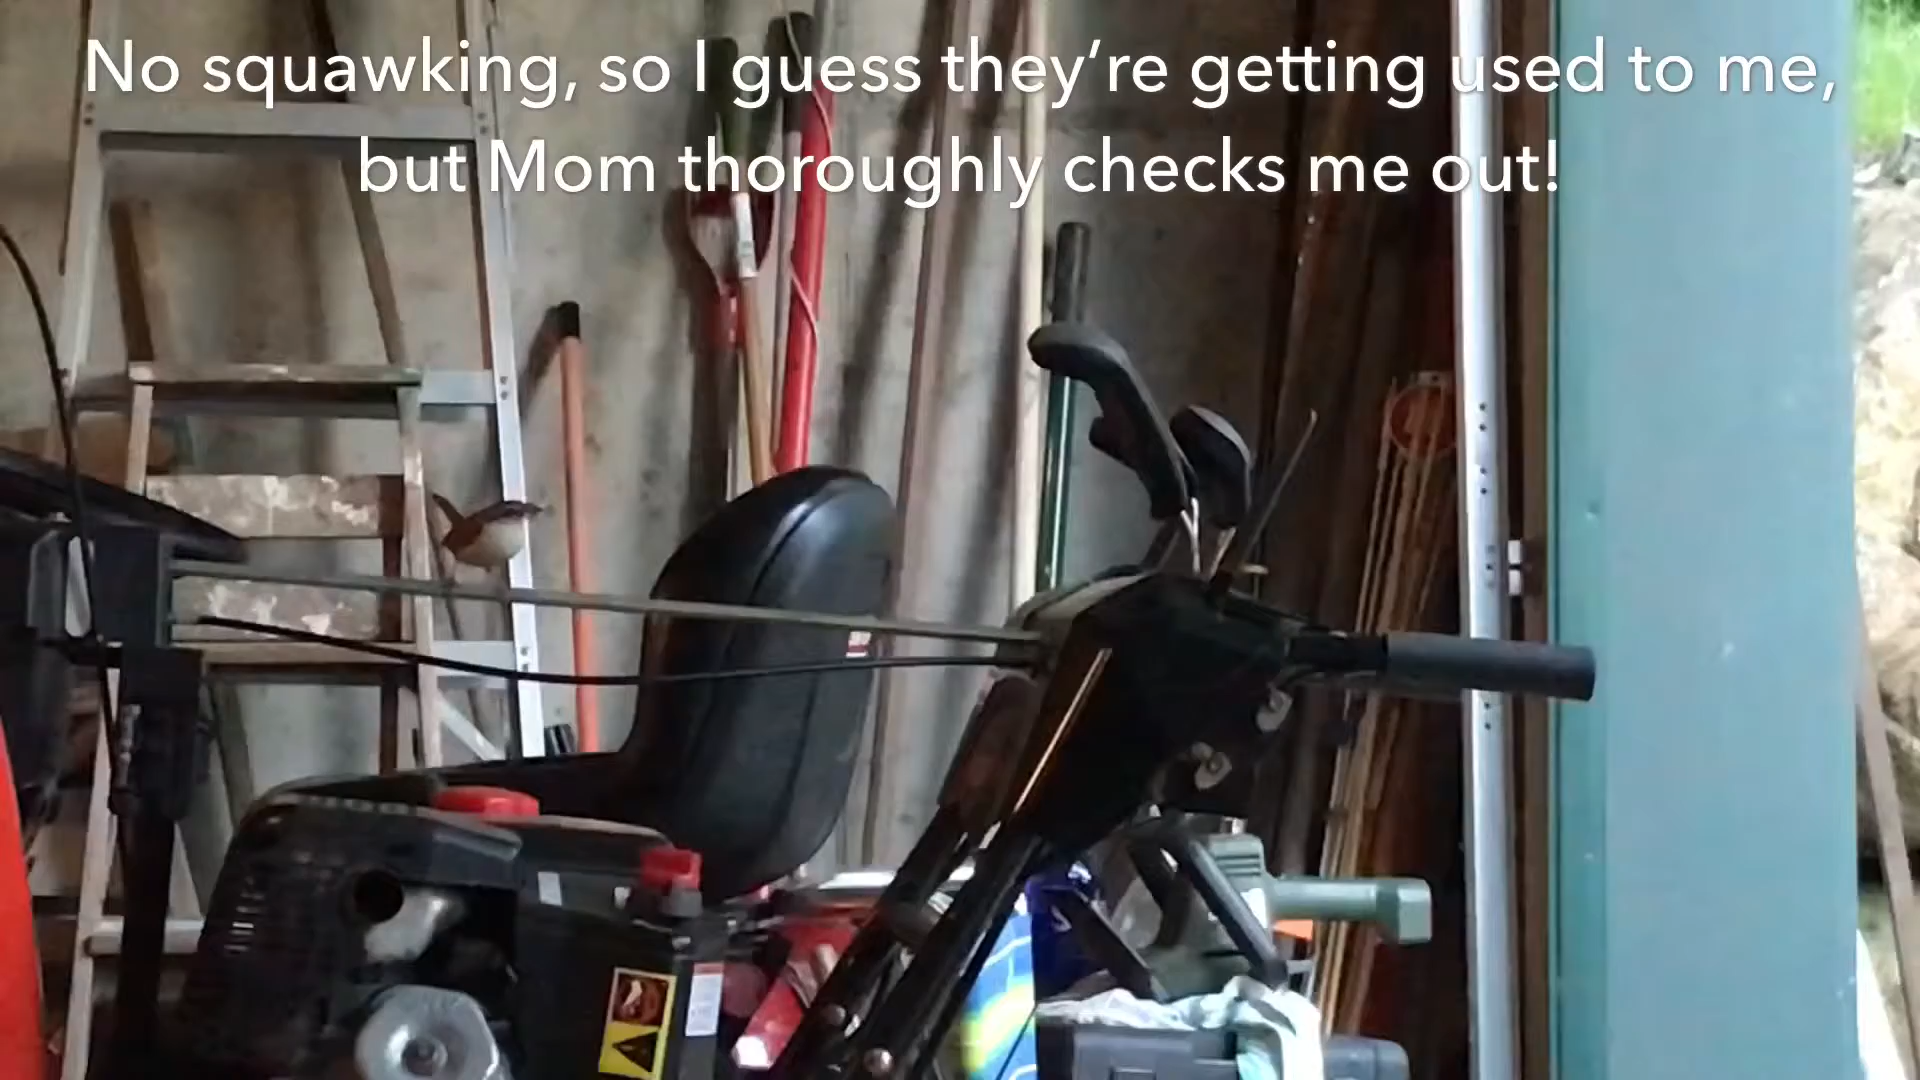 No squawking, so I guess they‘re getting used to me,
but Mom thoroughly checks me out!